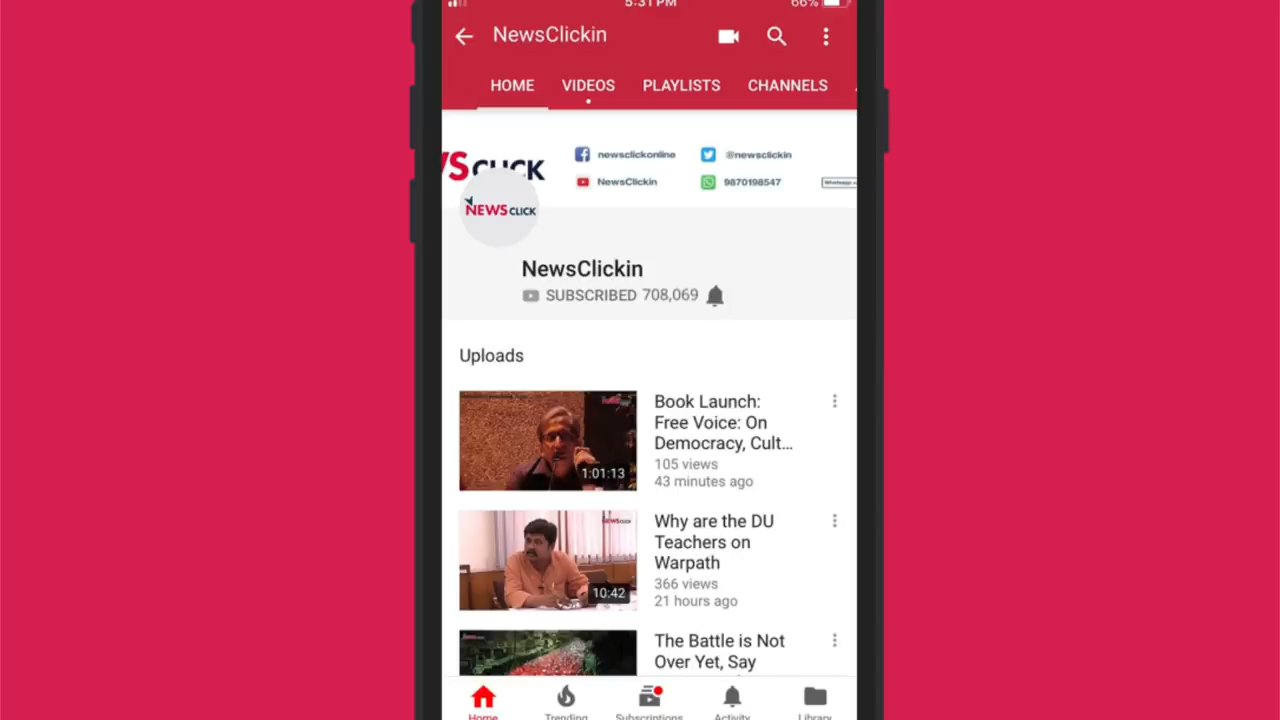 5:31 PM
66%
NewsClickin
HOME VIDEOS PLAYLISTS CHANNELS
WS CLICK
newsclickonline
@newsclickin
NewsClickin
9870198547
NEWSCLICK
NewsClickin
SUBSCRIBED 708,069
Uploads
Book Launch:
Free Voice: On
Democracy, Cult...
105 views
43 minutes ago
1:01:13
Why are the DU
Teachers on
Warpath
366 views
21 hours ago
NEWSCLICK
10:42
The Battle is Not
Over Yet, Say
Home Trending Subscriptions Activity Library